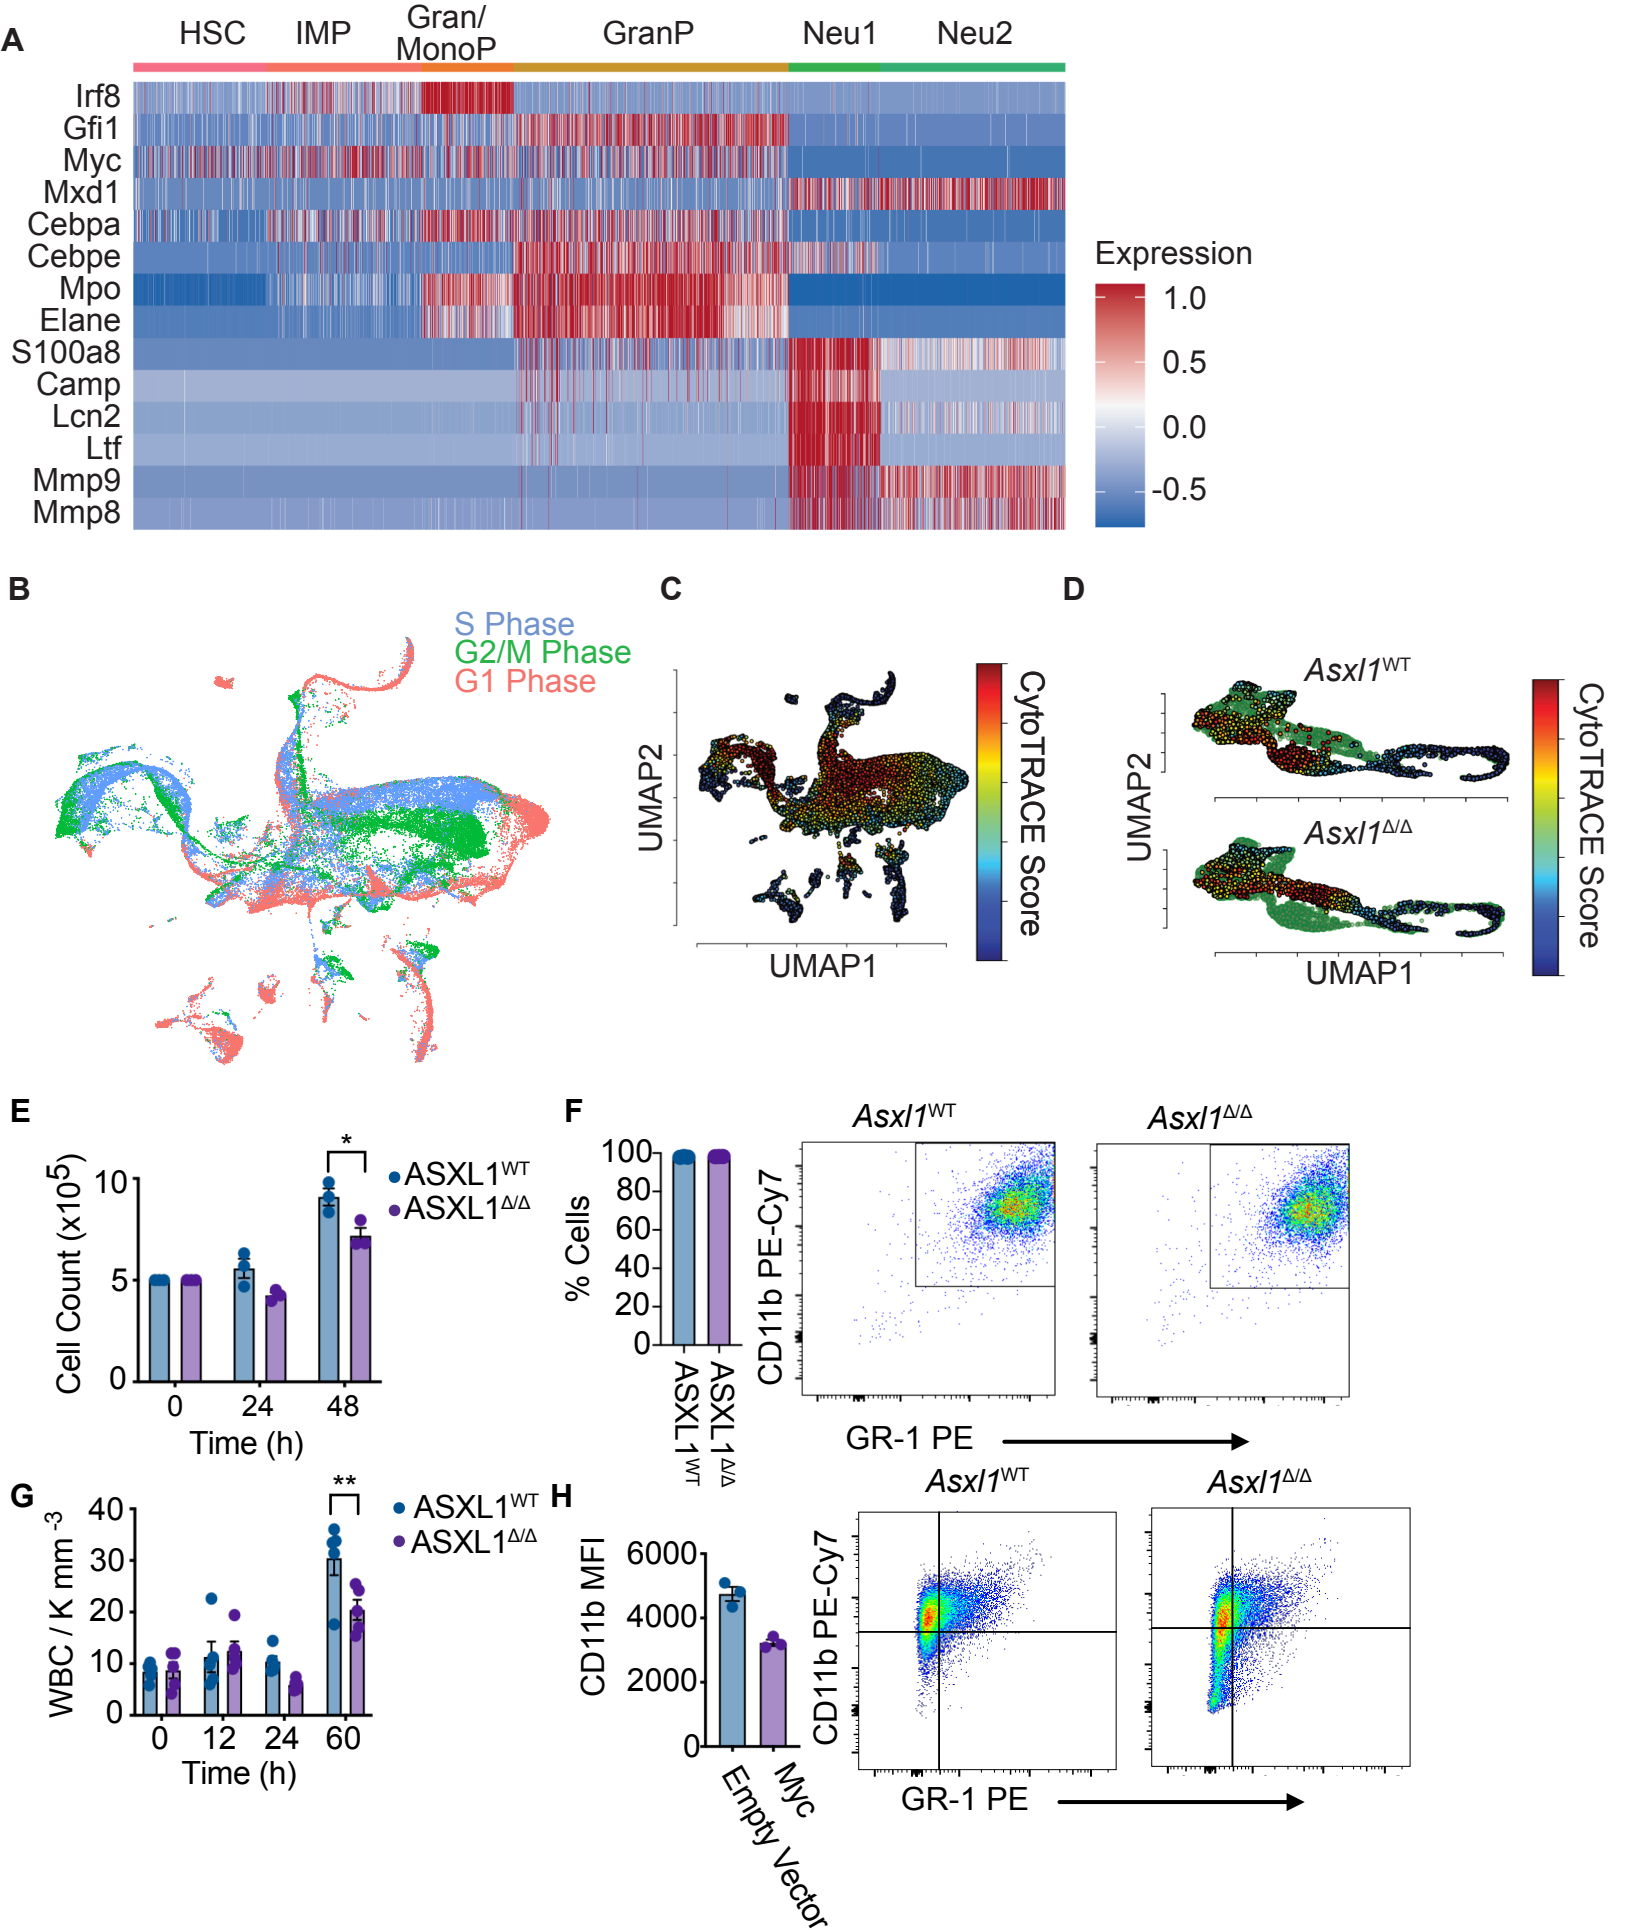 A
HSC
IMP
Gran/
MonoP
GranP
Neu1
Neu2
Irf8
Gfi1
Myc
Mxd1
Cebpa
Cebpe
Mpo
Elane
S100a8
Camp
Lcn2
Ltf
Mmp9
Mmp8
Expression
1.0
0.5
0.0
-0.5
B
S Phase
G2/M Phase
G1 Phase
C
UMAP2
UMAP1
CytoTRACE Score
D
Asxl1WT
Asxl1Δ/Δ
UMAP2
UMAP1
CytoTRACE Score
E
Cell Count (x10⁵)
10
5
0
*
ASXL1WT
ASXL1Δ/Δ
0
24
48
Time (h)
F
% Cells
100
80
60
40
20
0
ASXL1WT
ASXL1Δ/Δ
Asxl1WT
Asxl1Δ/Δ
CD11b PE-Cy7
GR-1 PE
G
WBC / K mm-3
40
30
20
10
0
**
ASXL1WT
ASXL1Δ/Δ
0
12
24
60
Time (h)
H
CD11b MFI
6000
4000
2000
0
Empty Vector
Myc
Asxl1WT
Asxl1Δ/Δ
CD11b PE-Cy7
GR-1 PE